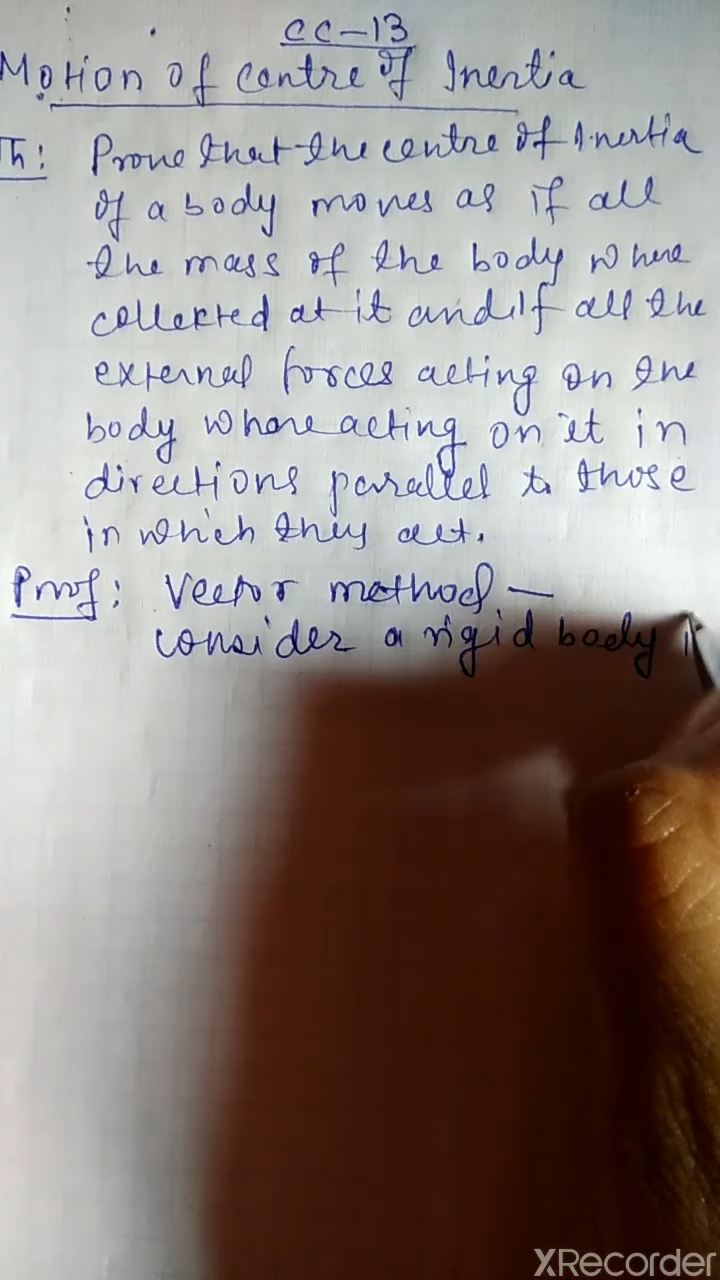 CC-13
Motion of centre of Inertia
Th: Prove that the centre of Inertia
of a body moves as if all
the mass of the body where
collected at it and if all the
external forces acting on the
body where acting on it in
directions parallel to those
in which they act.
Proof: Vector method —
consider a rigid body
XRecorder